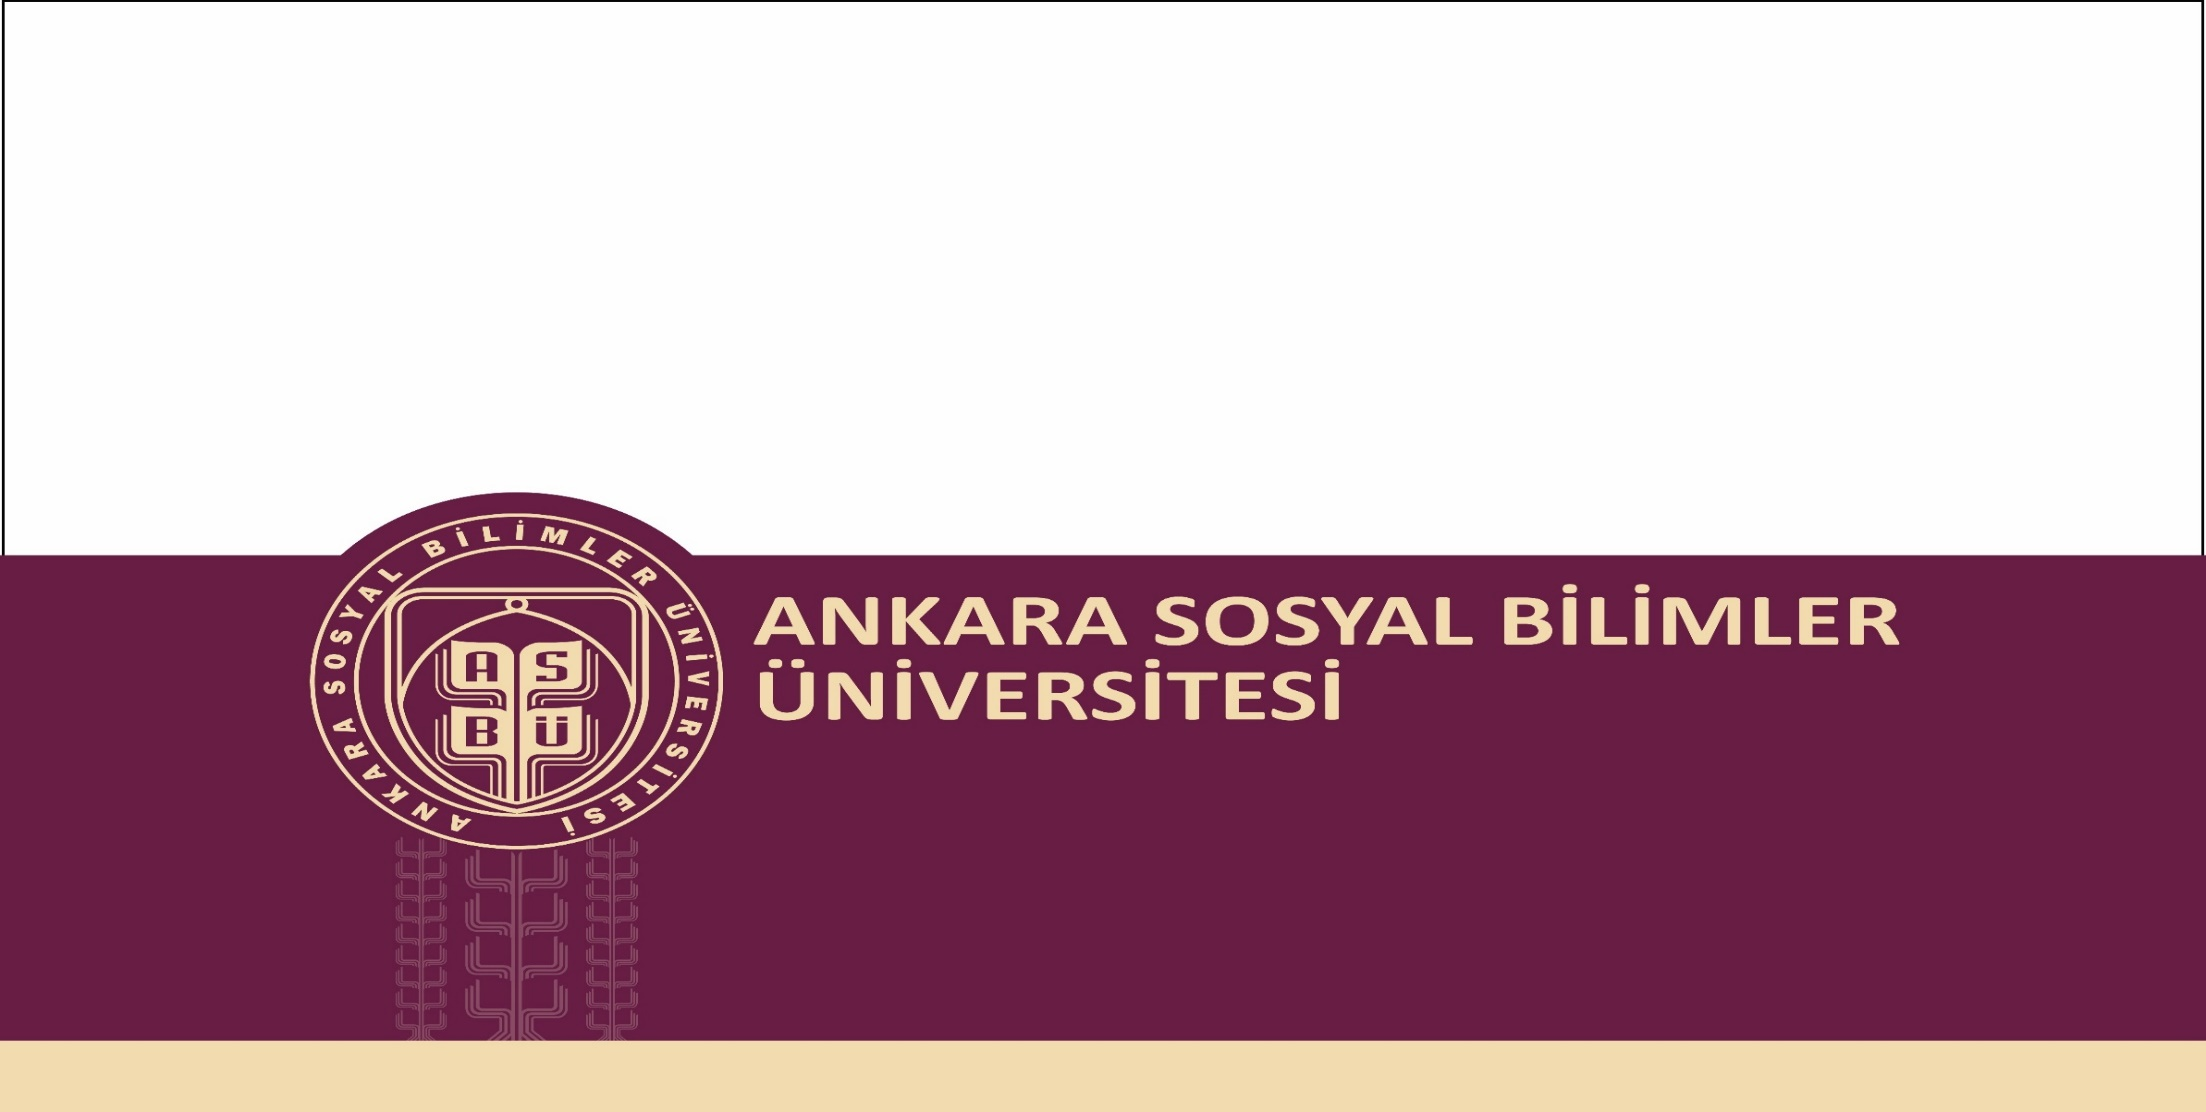 ANKARA SOSYAL BİLİMLER ÜNİVERSİTESİ
AS
BÜ
ANKARA SOSYAL BİLİMLER
ÜNİVERSİTESİ